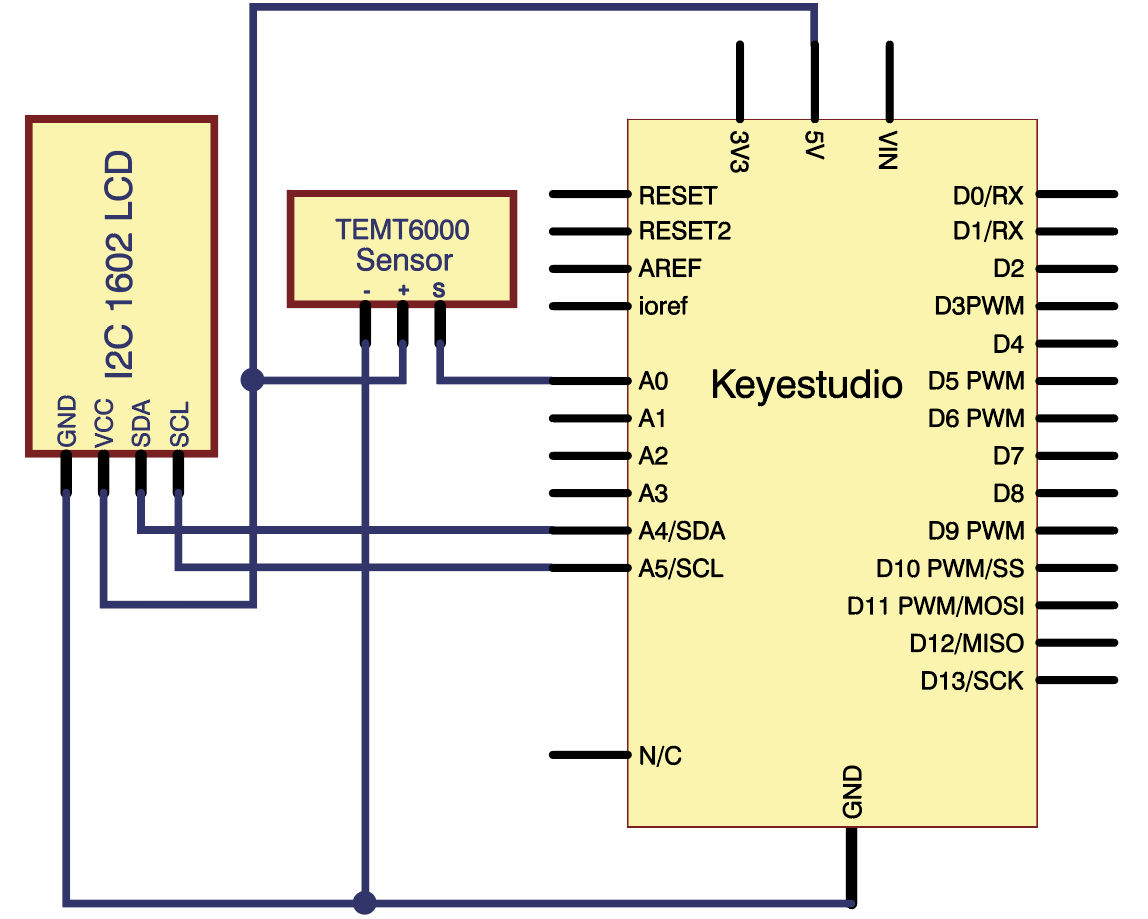 I2C 1602 LCD
GND
VCC
SDA
SCL
TEMT6000
Sensor
- + S
3V3
5V
VIN
RESET
RESET2
AREF
ioref
A0
A1
A2
A3
A4/SDA
A5/SCL
N/C
Keyestudio
D0/RX
D1/RX
D2
D3PWM
D4
D5 PWM
D6 PWM
D7
D8
D9 PWM
D10 PWM/SS
D11 PWM/MOSI
D12/MISO
D13/SCK
GND